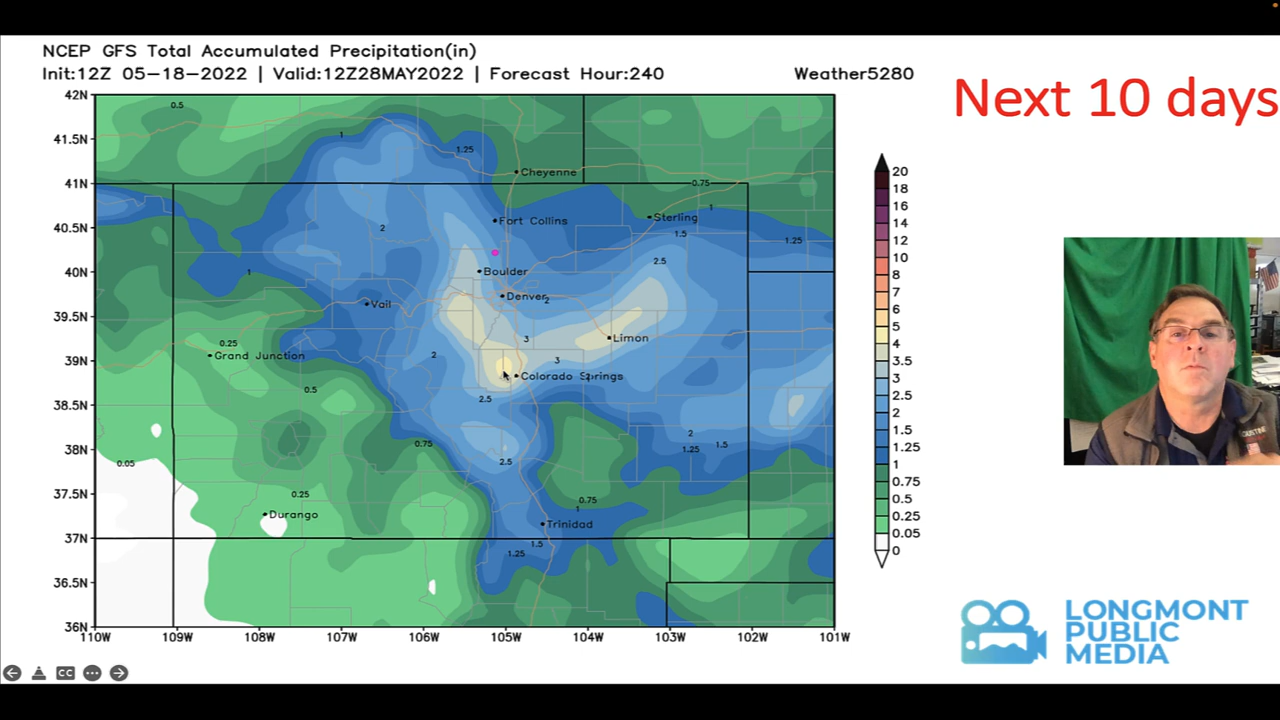 NCEP GFS Total Accumulated Precipitation(in)
Init:12Z 05-18-2022 | Valid:12Z28MAY2022 | Forecast Hour:240
Weather5280
Next 10 days
42N
41.5N
41N
40.5N
40N
39.5N
39N
38.5N
38N
37.5N
37N
36.5N
36N
110W 109W 108W 107W 106W 105W 104W 103W 102W 101W
0.5
1
1.25
Cheyenne
0.75
Fort Collins
Sterling
1
2
1.5
1.25
2.5
1
Boulder
Denver
2
Vail
0.25
3
Limon
Grand Junction
2
3
Colorado Springs
0.5
2.5
2
0.75
1.25
1.5
0.05
2.5
0.25
0.75
1
Durango
Trinidad
1.5
1.25
20
18
16
14
12
10
8
7
6
5
4
3.5
3
2.5
2
1.5
1.25
1
0.75
0.5
0.25
0.05
0
CC
LONGMONT
PUBLIC
MEDIA